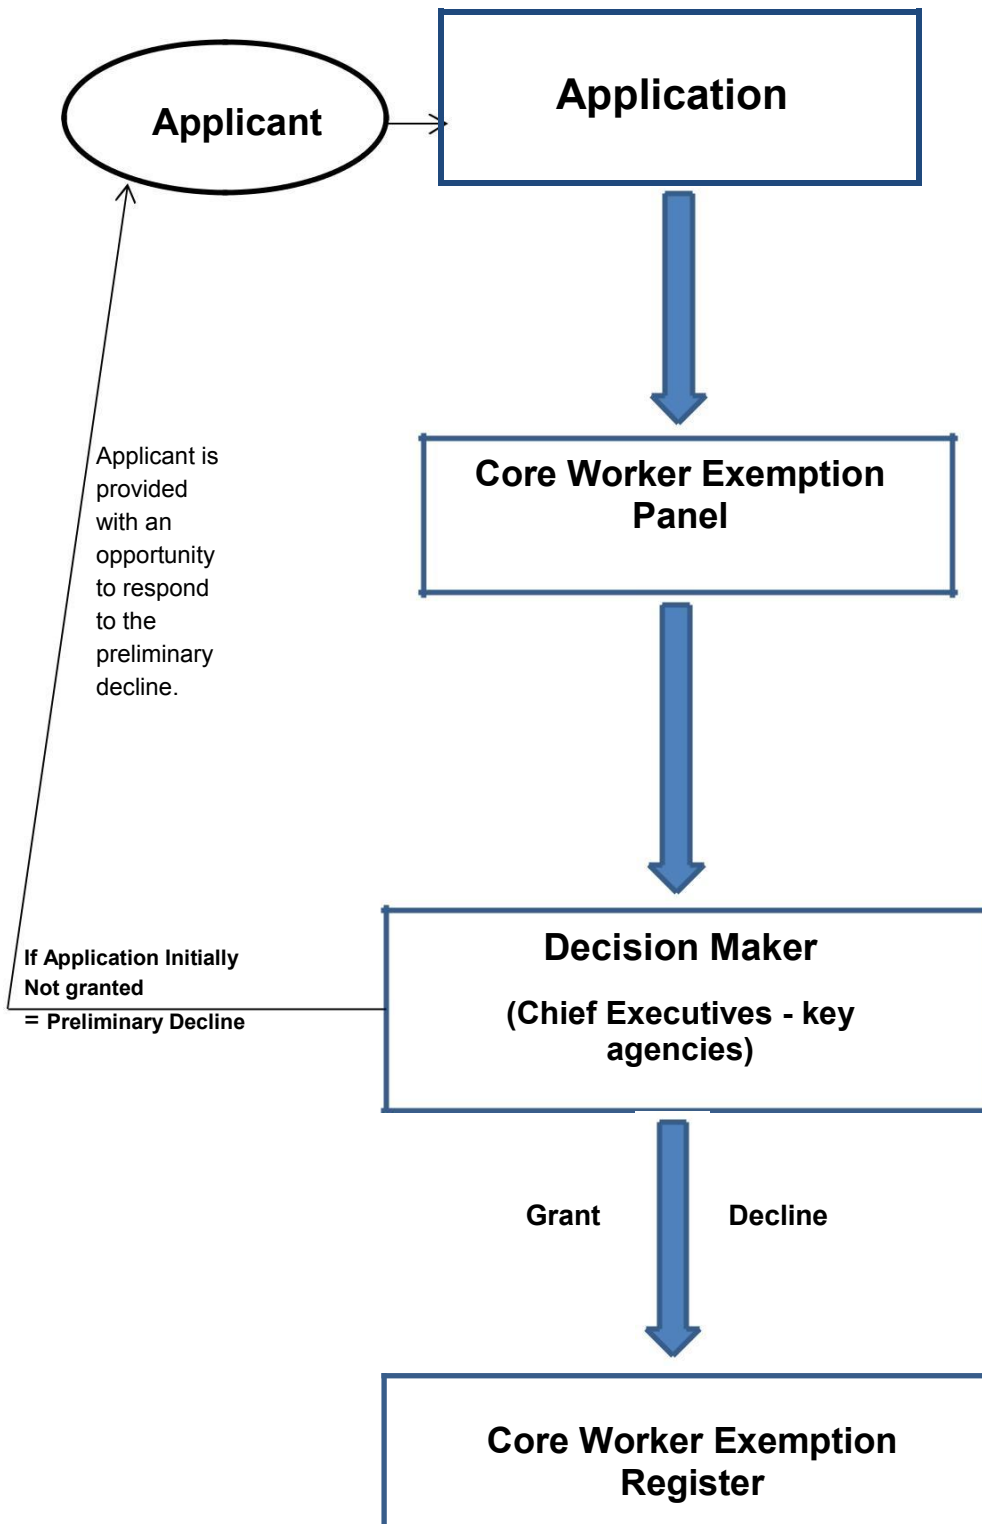 Applicant
Application
Core Worker Exemption
Panel
Applicant is
provided
with an
opportunity
to respond
to the
preliminary
decline.
If Application Initially
Not granted
= Preliminary Decline
Decision Maker
(Chief Executives - key
agencies)
Grant
Decline
Core Worker Exemption
Register